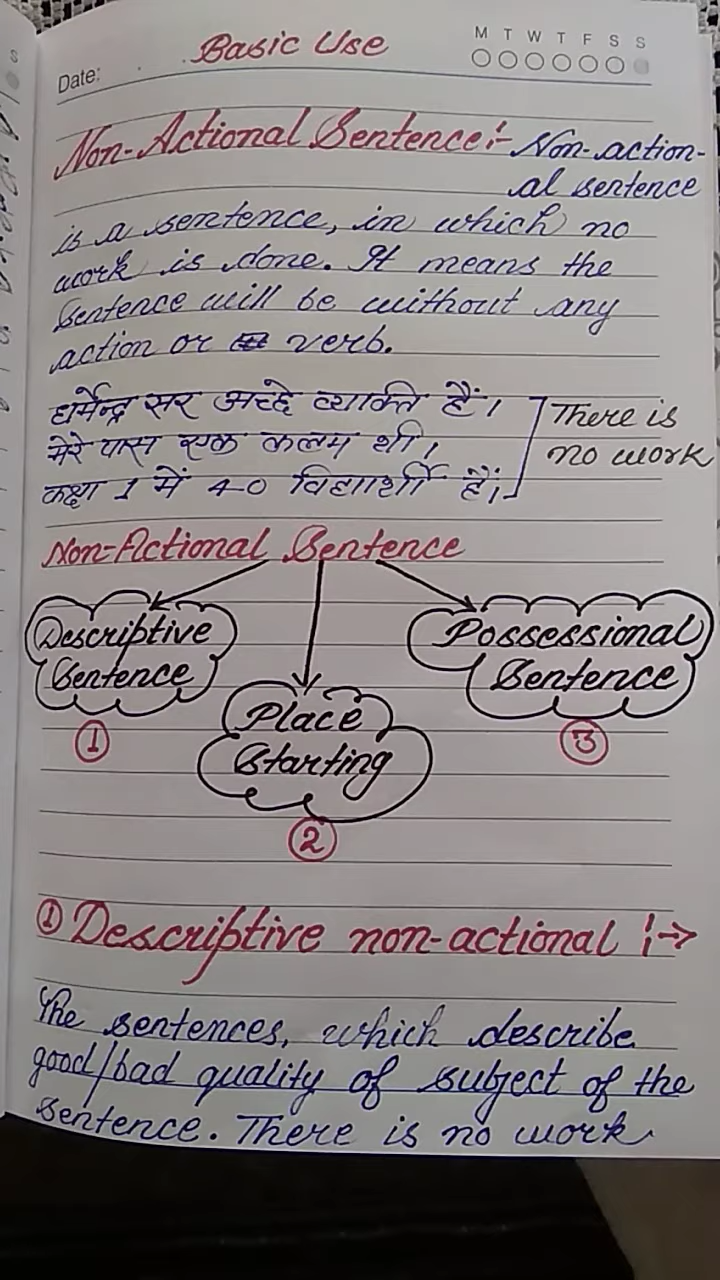 Basic Use
M T W T F S S
Date:
Non-Actional Sentence:- Non-action-
al sentence
is a sentence, in which no
work is done. It means the
Sentence will be without any
action or verb.
धर्मेन्द्र सर अच्छे व्याक्ति हैं।
मेरे पास एक कलम थी,
कक्षा 1 में 40 विद्यार्थी हैं।
There is
no work
Non-Actional Sentence
Descriptive
Sentence
1
Place
Starting
2
Possessional
Sentence
3
① Descriptive non-actional :→
The sentences, which describe
good/bad quality of subject of the
sentence. There is no work